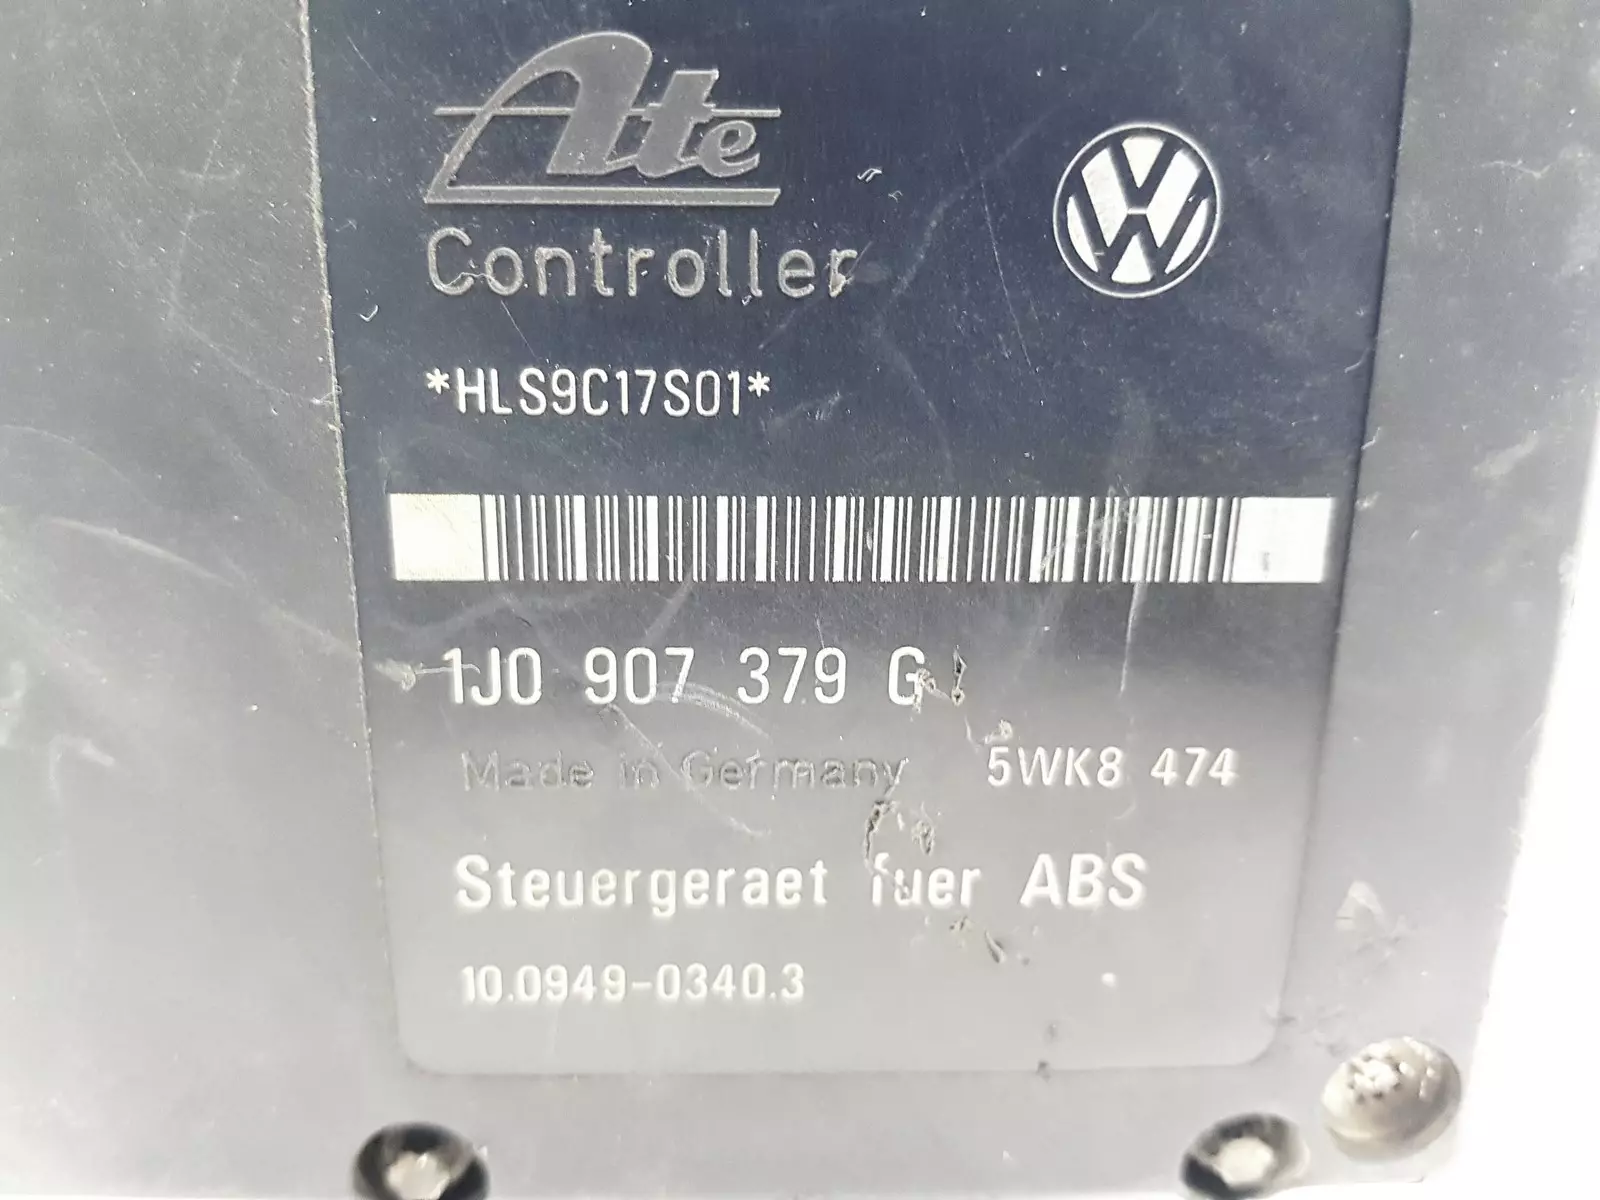 Ate
Controller
*HLS9C17S01*
1J0 907 379 G
Made in Germany 5WK8 474
Steuergeraet fuer ABS
10.0949-0340.3